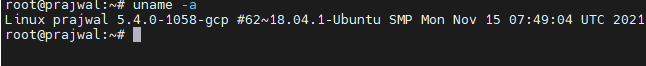 root@prajwal:~# uname -a
Linux prajwal 5.4.0-1058-gcp #62~18.04.1-Ubuntu SMP Mon Nov 15 07:49:04 UTC 2021
root@prajwal:~#